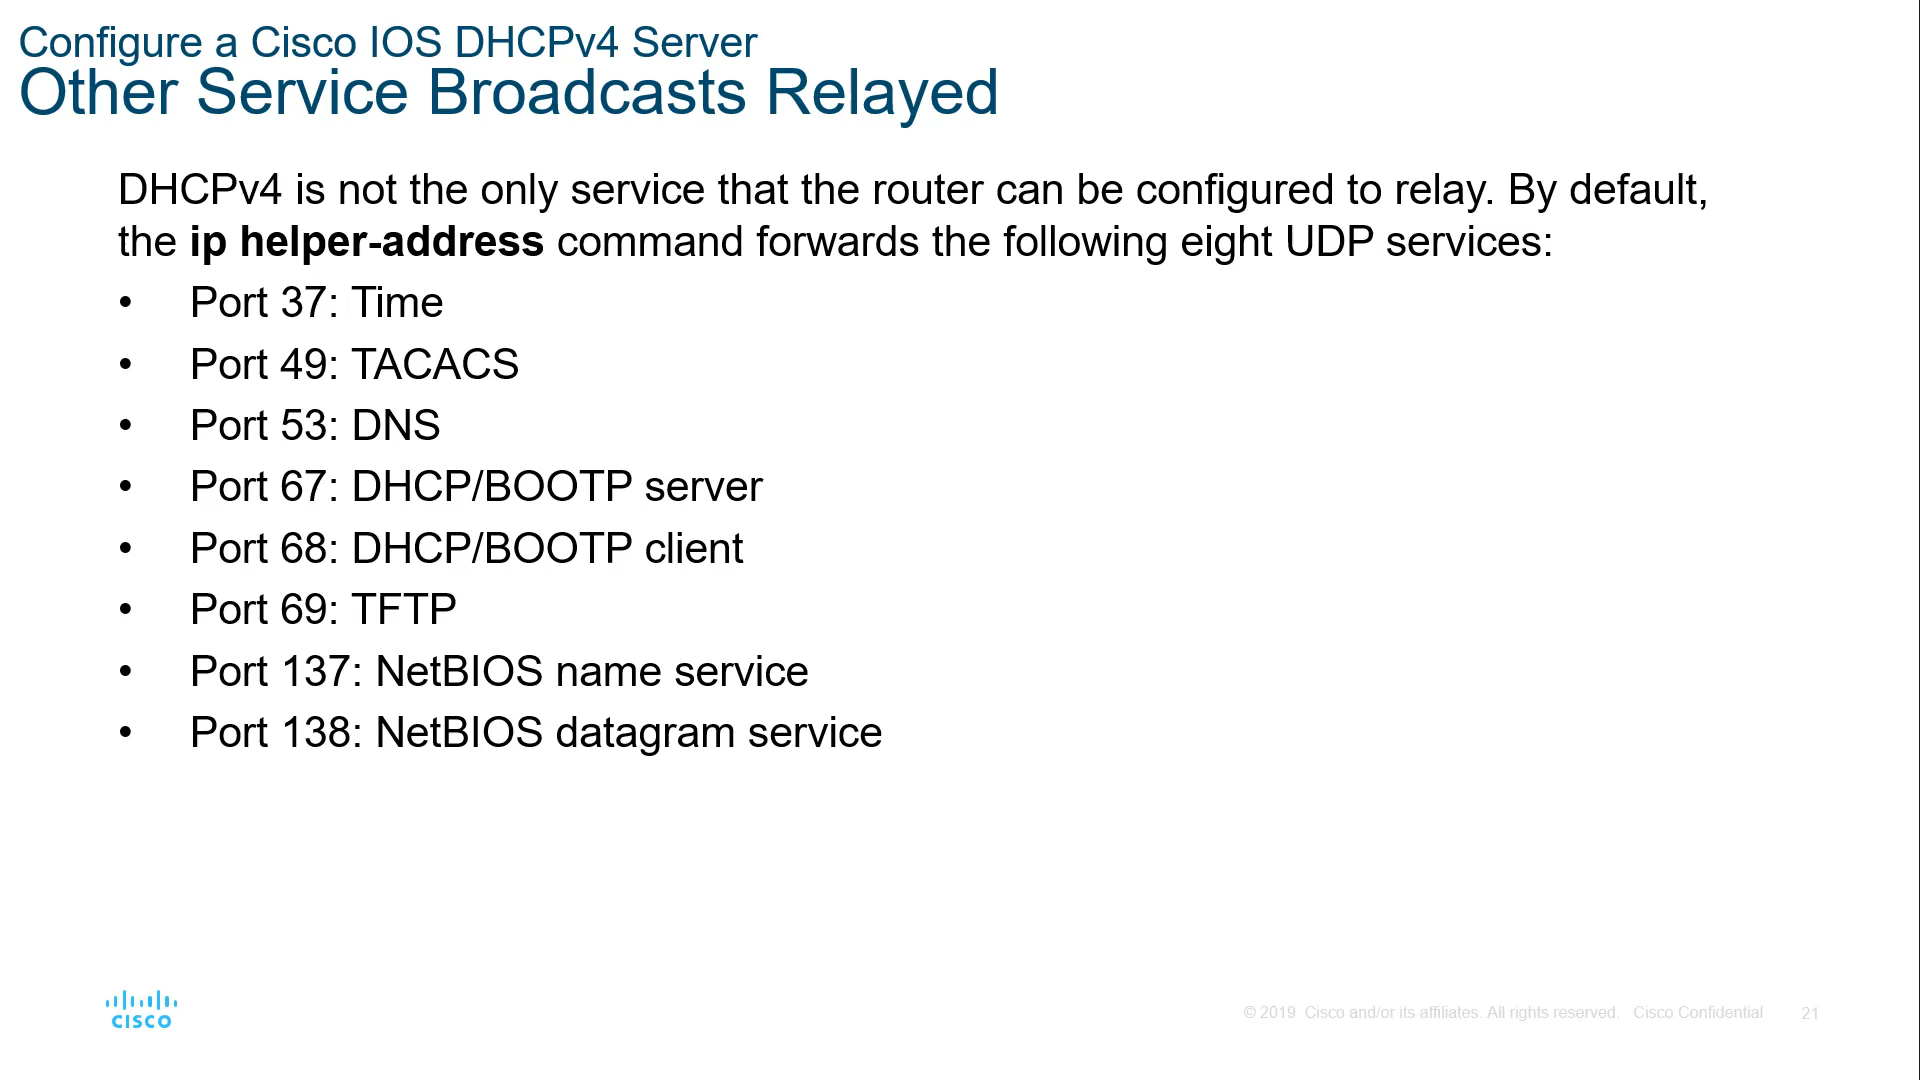 Configure a Cisco IOS DHCPv4 Server
Other Service Broadcasts Relayed
DHCPv4 is not the only service that the router can be configured to relay. By default,
the ip helper-address command forwards the following eight UDP services:
• Port 37: Time
• Port 49: TACACS
• Port 53: DNS
• Port 67: DHCP/BOOTP server
• Port 68: DHCP/BOOTP client
• Port 69: TFTP
• Port 137: NetBIOS name service
• Port 138: NetBIOS datagram service
CISCO
© 2019 Cisco and/or its affiliates. All rights reserved. Cisco Confidential 21